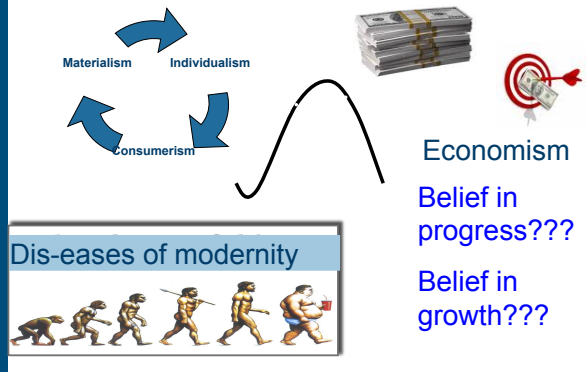 Materialism
Individualism
Consumerism
Economism
Belief in
progress???
Belief in
growth???
Dis-eases of modernity